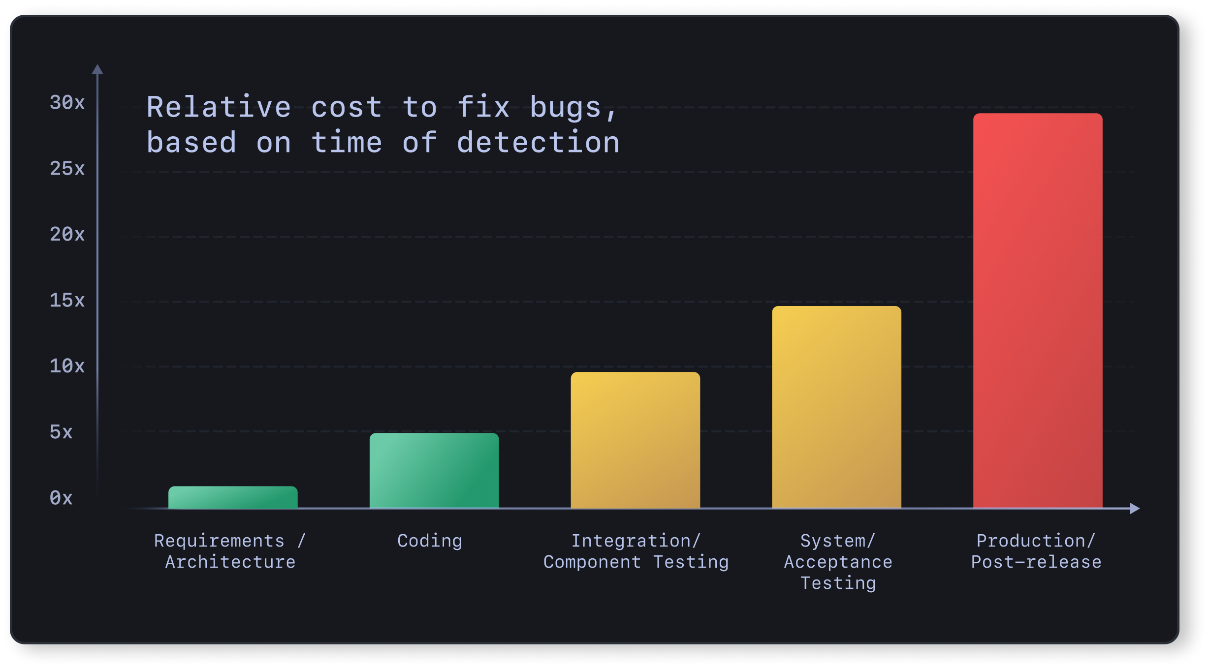 Relative cost to fix bugs,
based on time of detection
30x
25x
20x
15x
10x
5x
0x
Requirements /
Architecture
Coding
Integration/
Component Testing
System/
Acceptance
Testing
Production/
Post-release